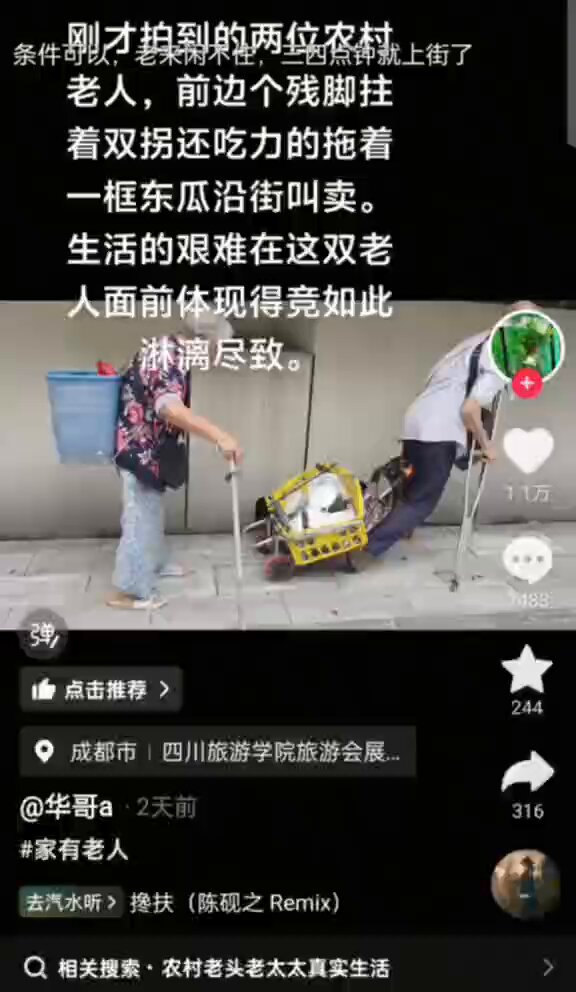 刚才拍到的两位农村
条件可以，老来闲不住，三四点钟就上街了
老人，前边个残脚拄
着双拐还吃力的拖着
一框东瓜沿街叫卖。
生活的艰难在这双老
人面前体现得竟如此
淋漓尽致。
1.1万
1488
弹
点击推荐
244
成都市 | 四川旅游学院旅游会展...
316
@华哥a · 2天前
#家有老人
去汽水听 搀扶（陈砚之 Remix）
相关搜索 · 农村老头老太太真实生活